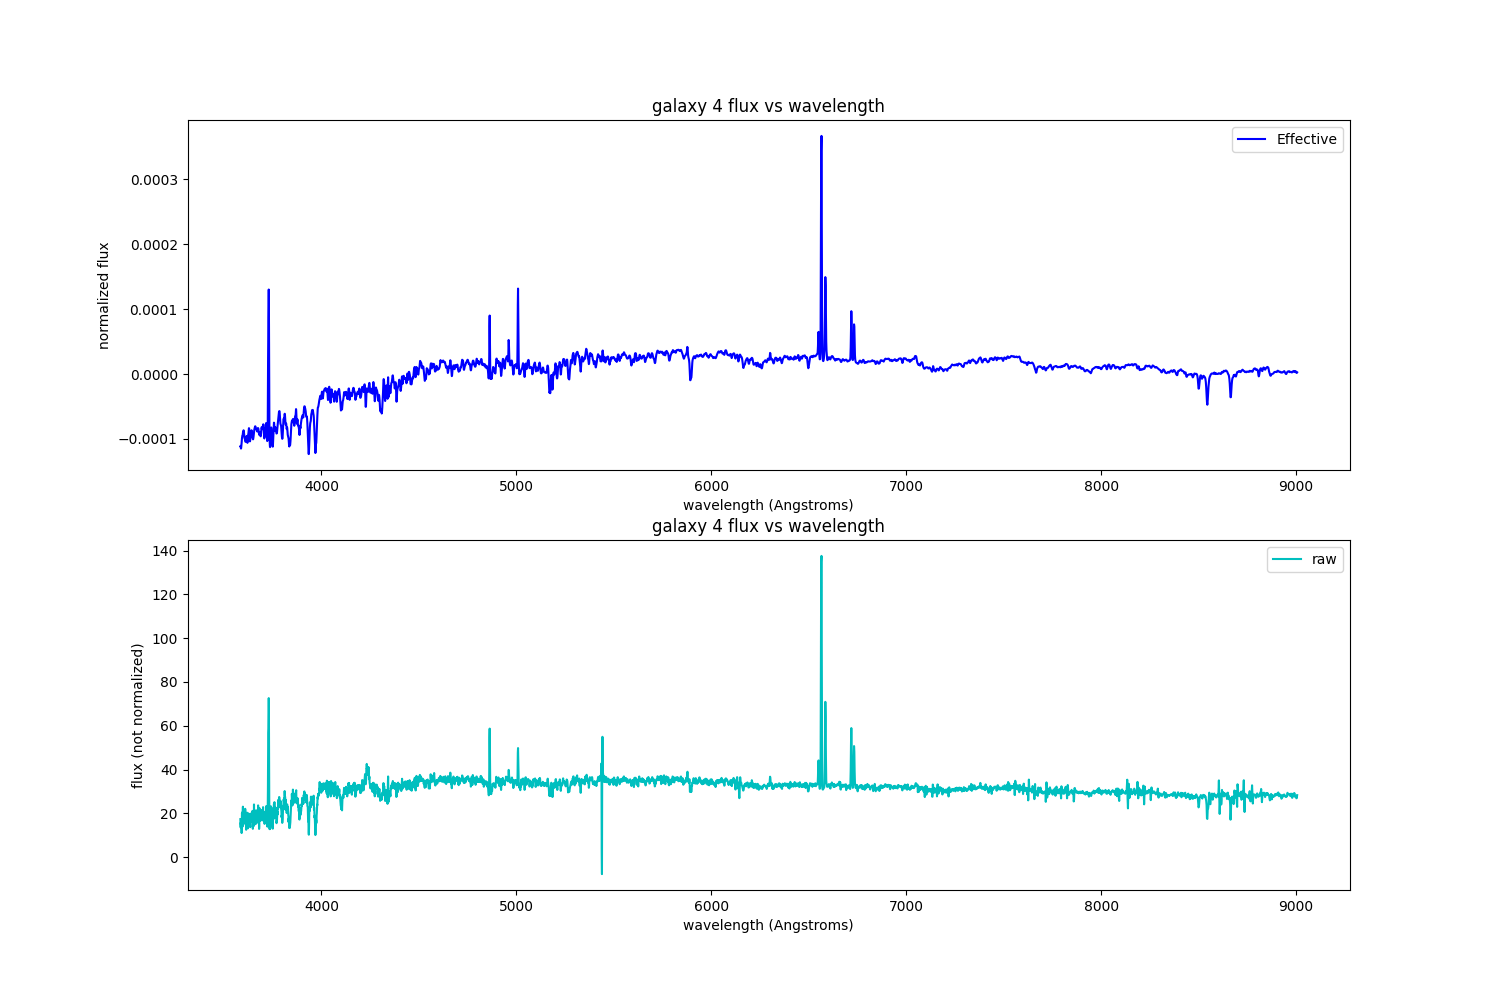 galaxy 4 flux vs wavelength
Effective
normalized flux
0.0003
0.0002
0.0001
0.0000
−0.0001
4000 5000 6000 7000 8000 9000
wavelength (Angstroms)
galaxy 4 flux vs wavelength
raw
flux (not normalized)
140
120
100
80
60
40
20
0
4000 5000 6000 7000 8000 9000
wavelength (Angstroms)